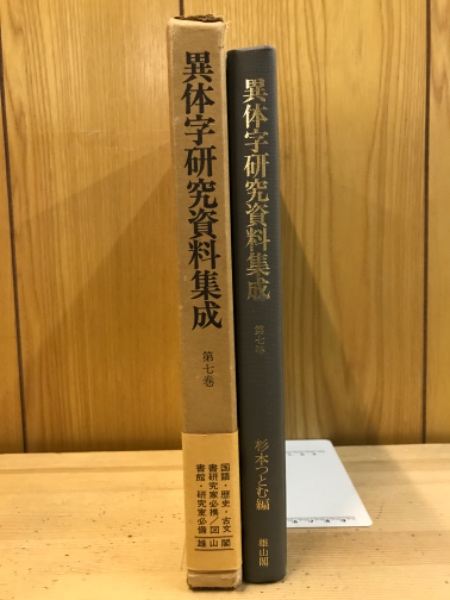 異体字研究資料集成
第七巻
国語・歴史・古文
書研究家必携/図
書館・研究家必備
雄山閣
異体字研究資料集成
第七巻
杉本つとむ編
雄山閣